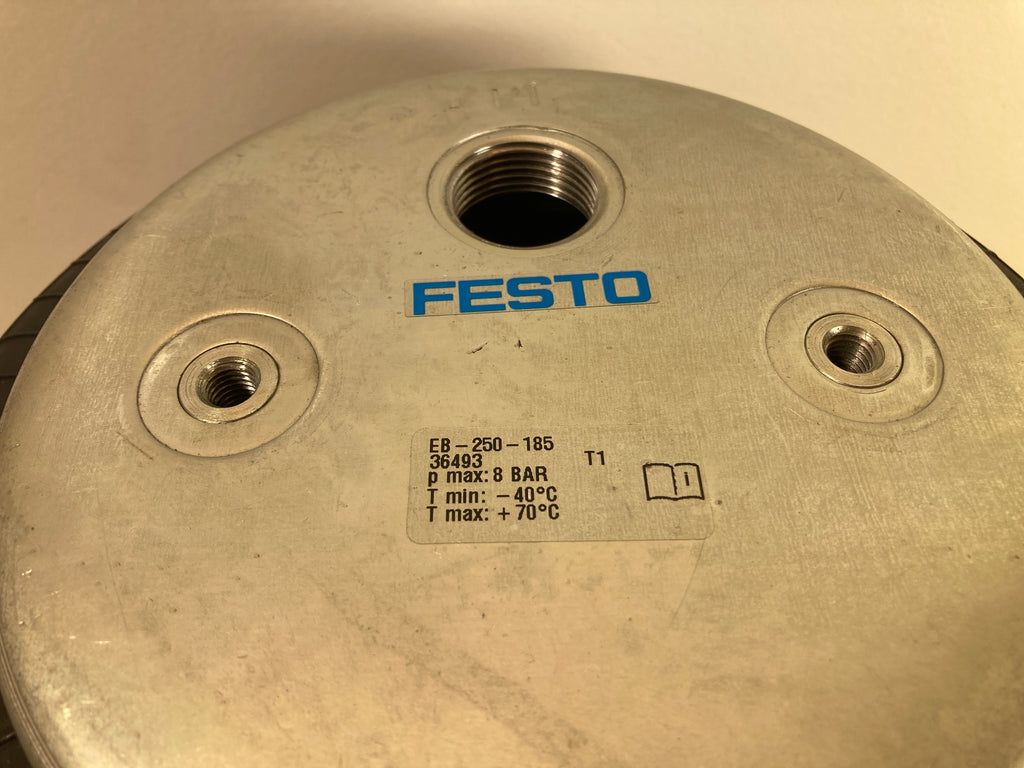 FESTO
EB-250-185
36493
T1
p max: 8 BAR
T min: -40°C
T max: +70°C